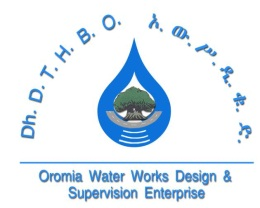 Dh. D. T. H. B. O.
አ. ው. ሥ. ዲ. ቁ. ድ.
Oromia Water Works Design &
Supervision Enterprise